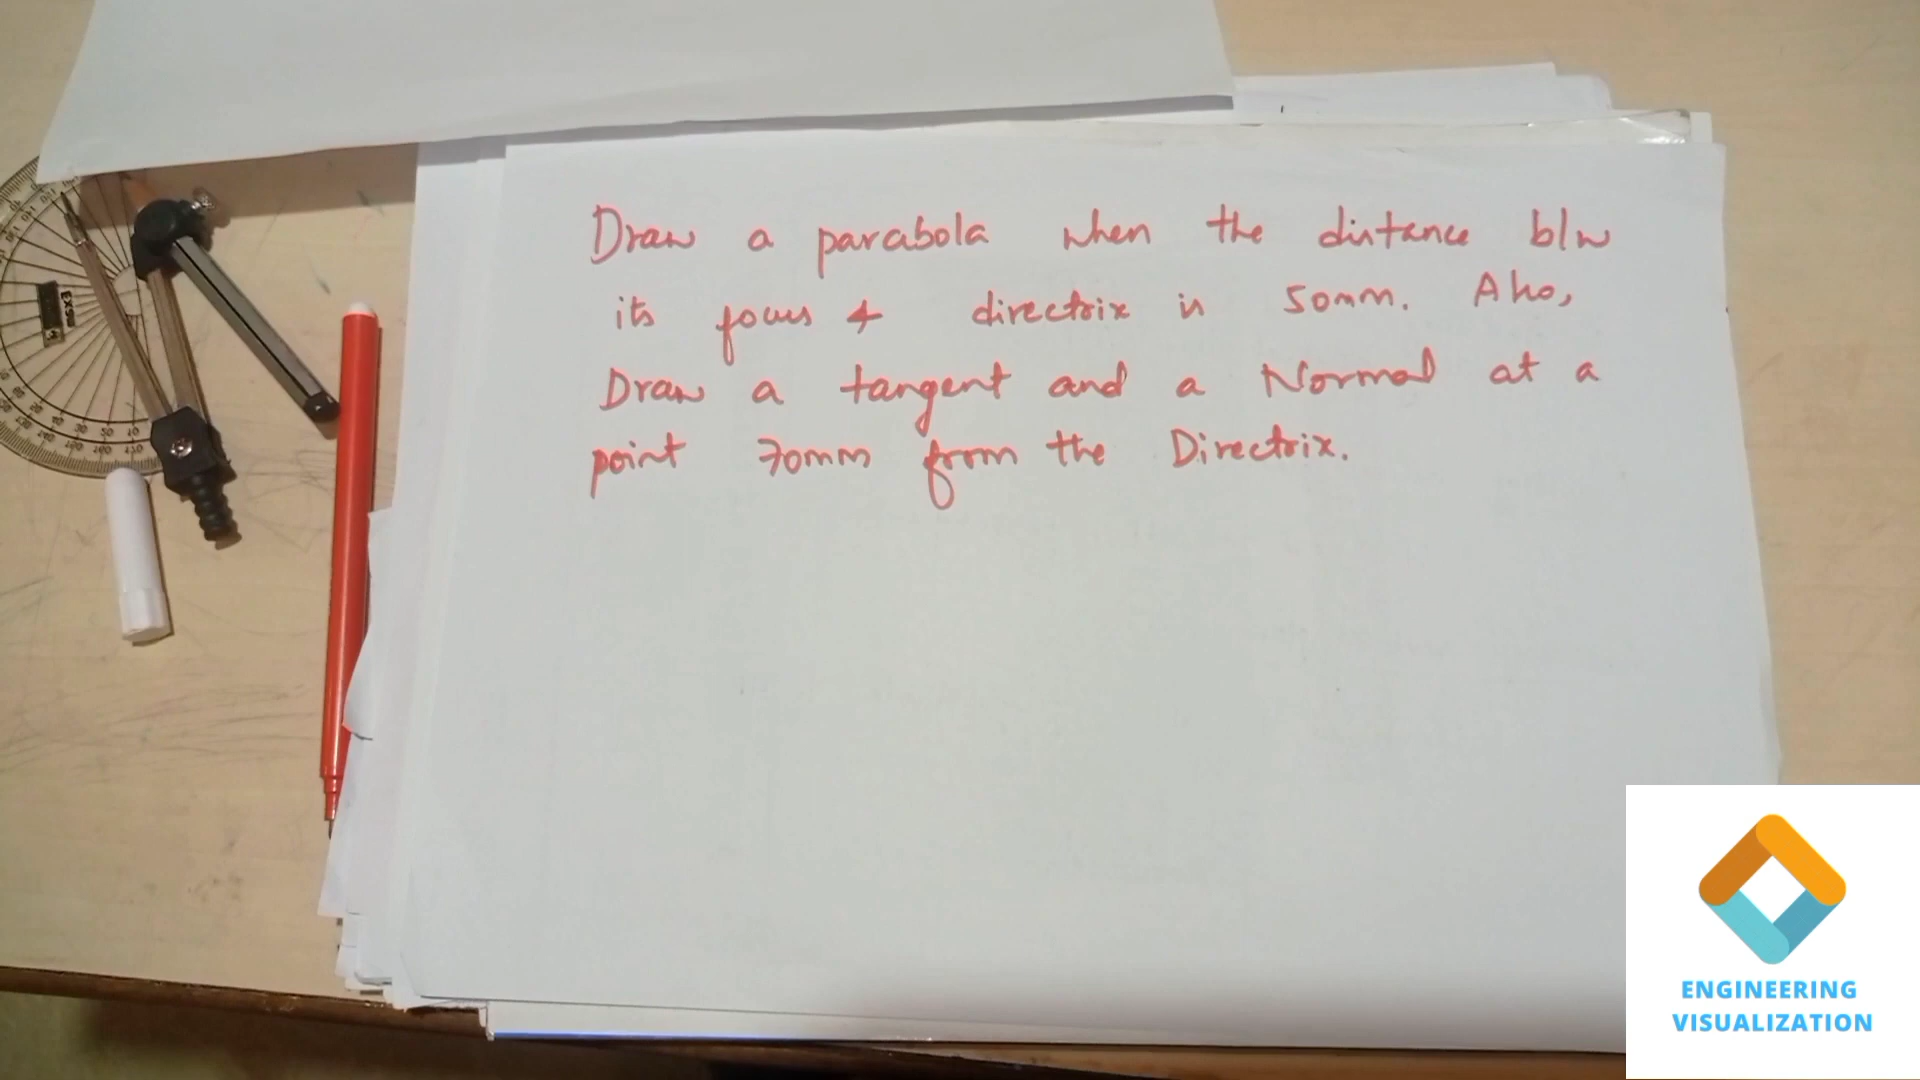 Draw a parabola when the distance b/w
its focus & directrix is 50mm. Also,
Draw a tangent and a Normal at a
point 70mm from the Directrix.
ENGINEERING
VISUALIZATION